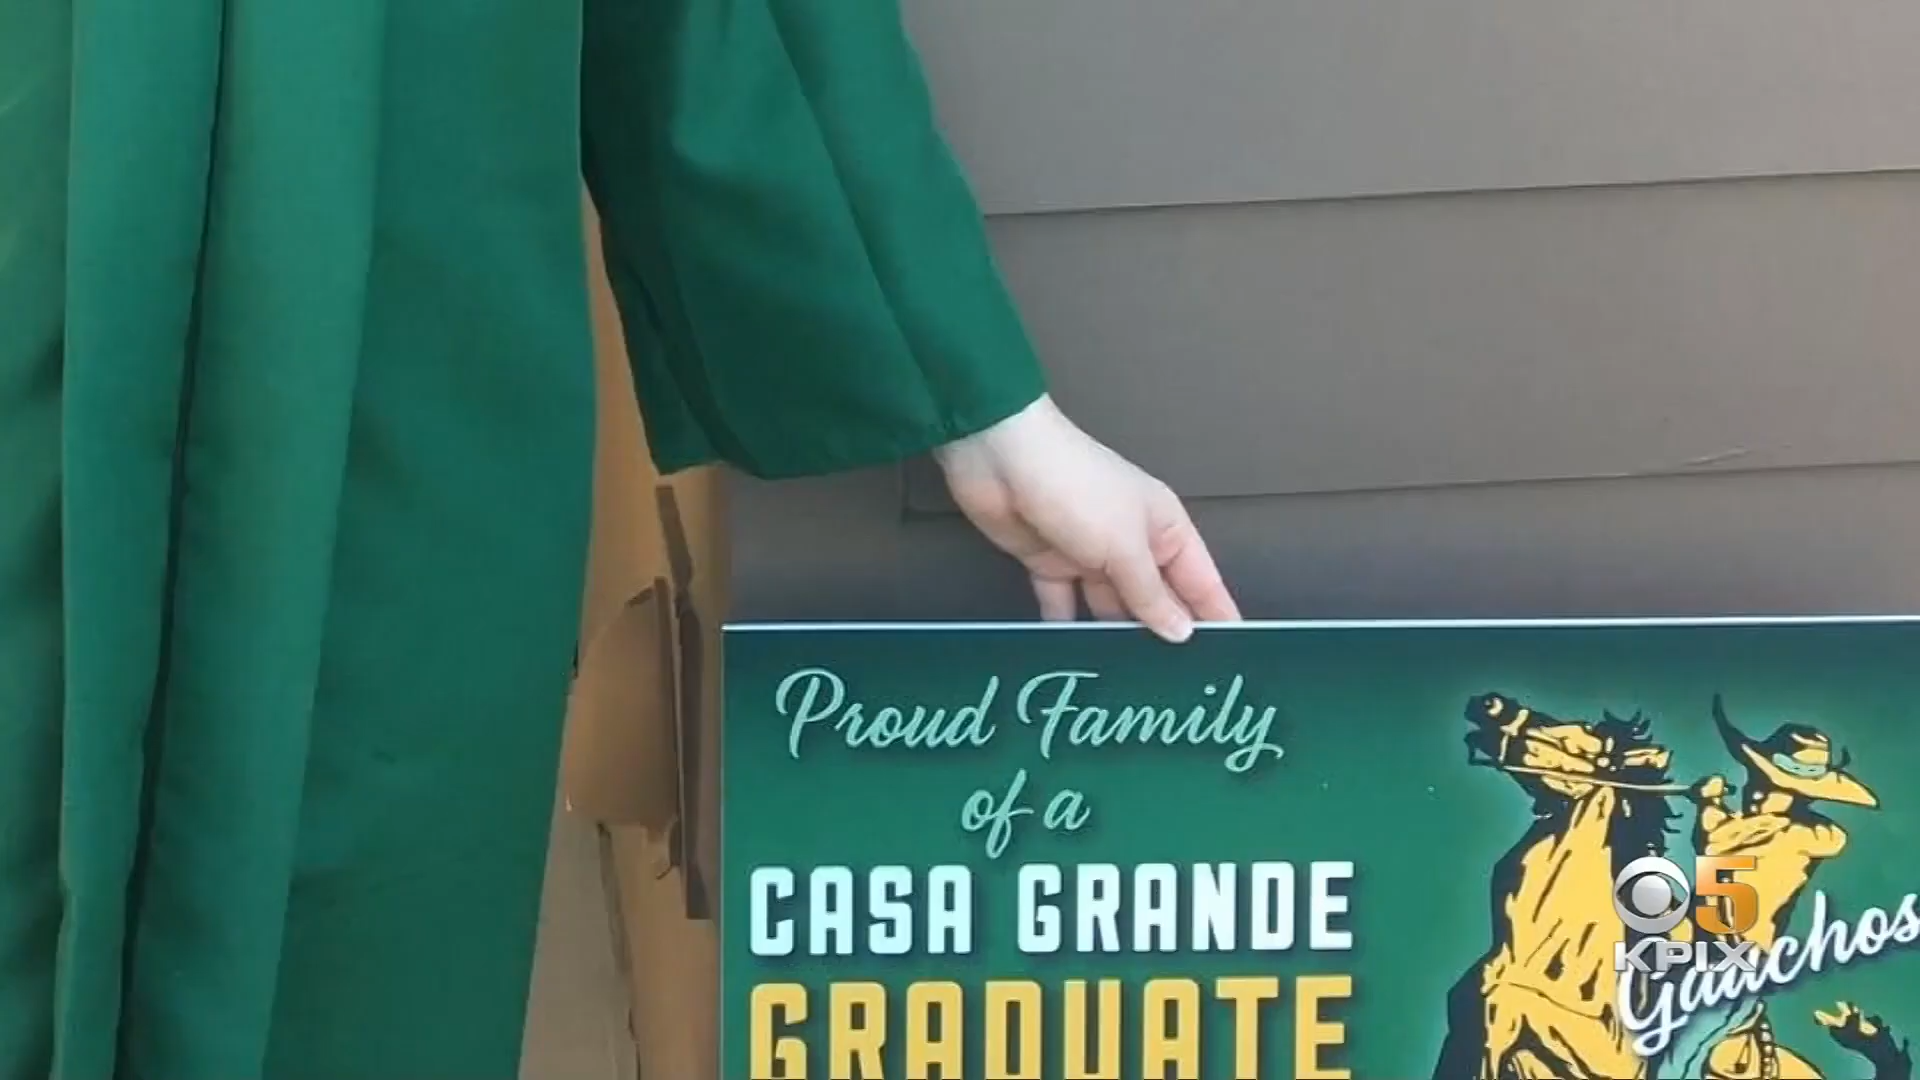 Proud Family
of a
CASA GRANDE
GRADUATE
Gauchos
5
KPIX